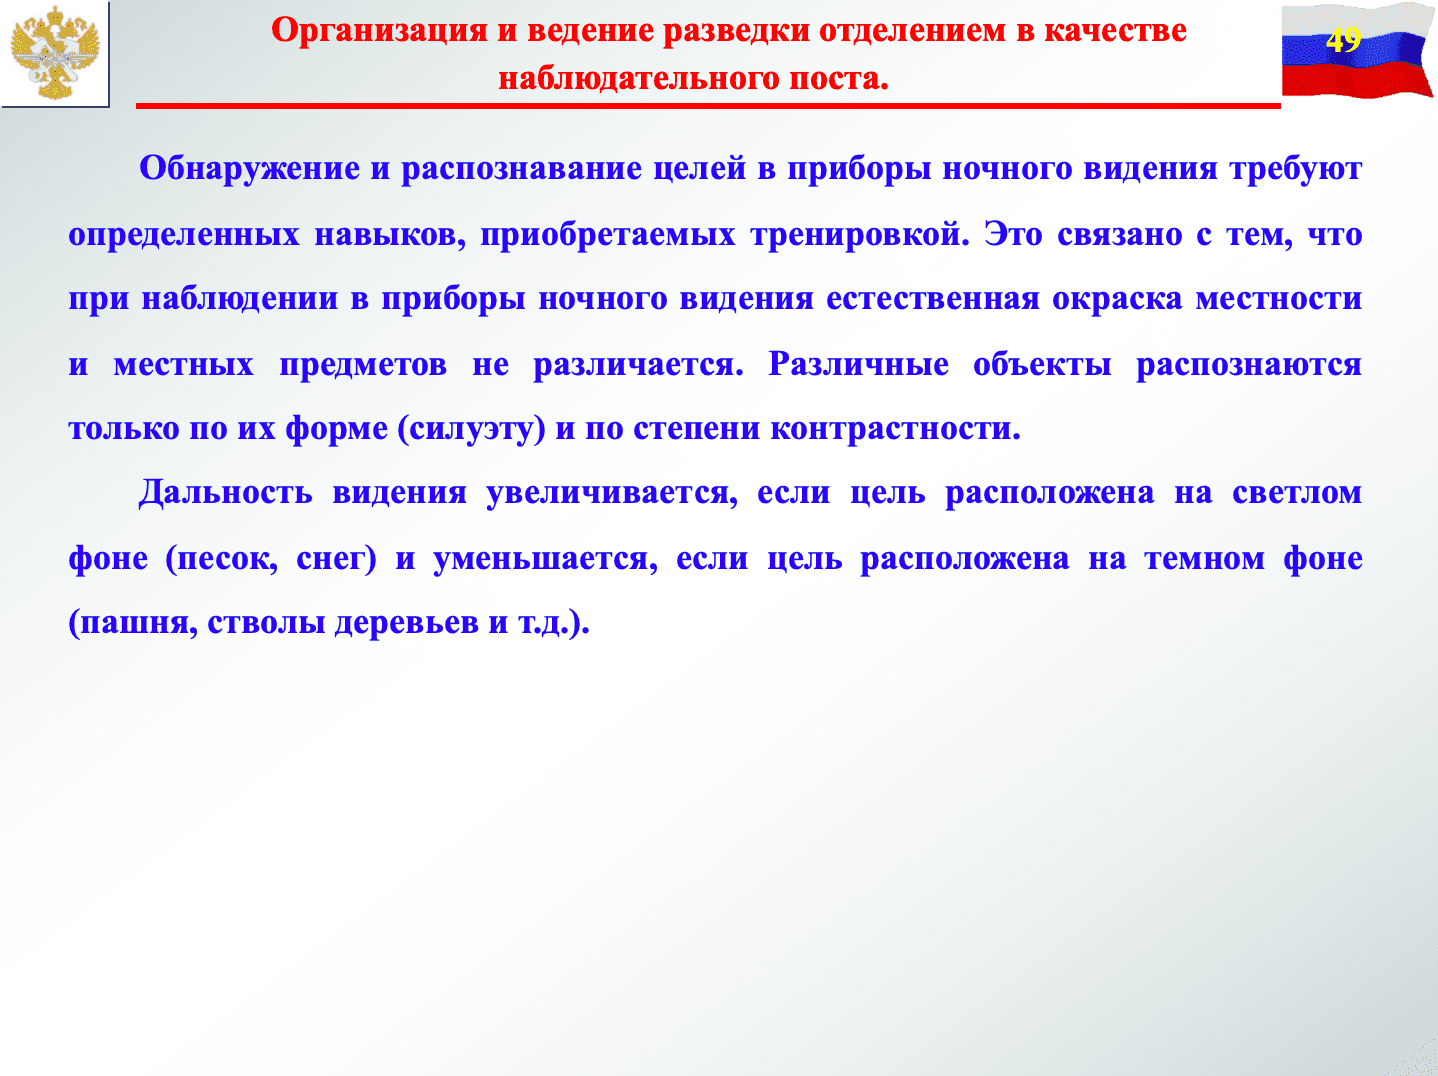 Организация и ведение разведки отделением в качестве
наблюдательного поста.
49
Обнаружение и распознавание целей в приборы ночного видения требуют
определенных навыков, приобретаемых тренировкой. Это связано с тем, что
при наблюдении в приборы ночного видения естественная окраска местности
и местных предметов не различается. Различные объекты распознаются
только по их форме (силуэту) и по степени контрастности.
Дальность видения увеличивается, если цель расположена на светлом
фоне (песок, снег) и уменьшается, если цель расположена на темном фоне
(пашня, стволы деревьев и т.д.).